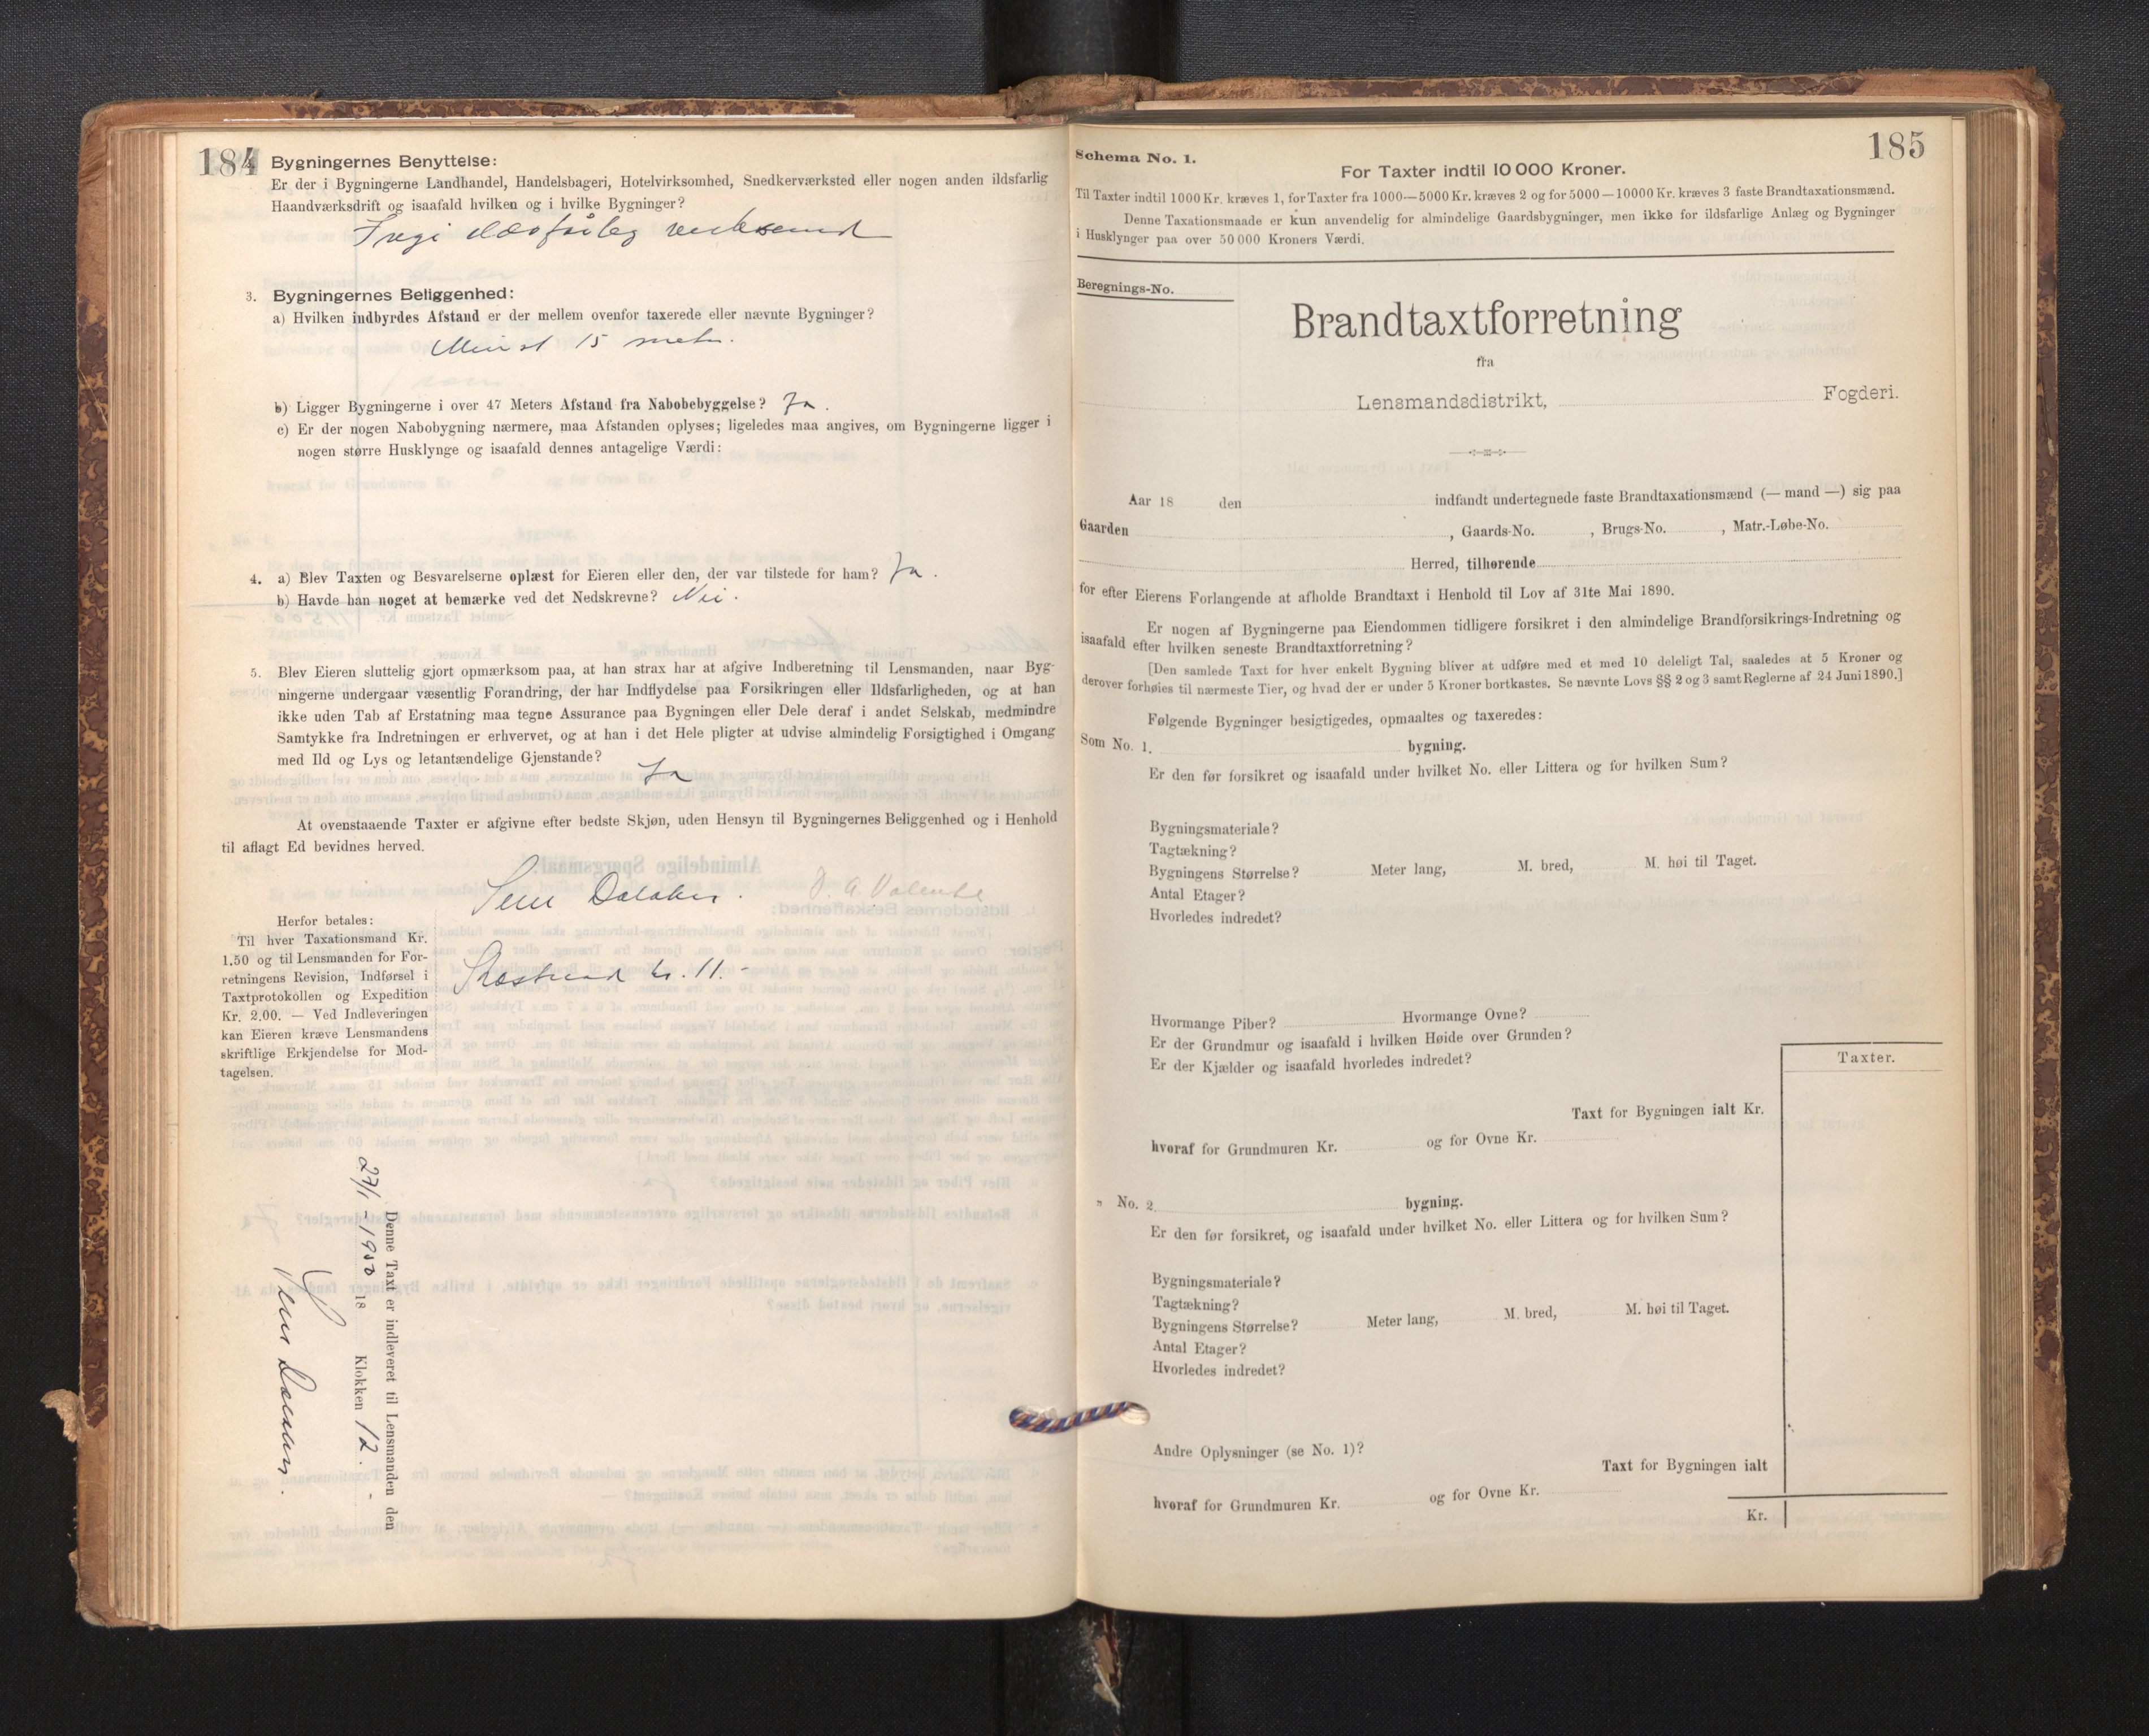 184
Bygningernes Benyttelse:
Er der i Bygningerne Landhandel, Handelsbageri, Hotelvirksomhed, Snedkerværksted eller nogen anden ildsfarlig
Haandværksdrift og isaafald hvilken og i hvilke Bygninger?
Ingi eldsfårleg verksemd
3. Bygningernes Beliggenhed:
a) Hvilken indbyrdes Afstand er der mellem ovenfor taxerede eller nævnte Bygninger?
Minst 15 meter.
b) Ligger Bygningerne i over 47 Meters Afstand fra Nabobebyggelse? Ja.
c) Er der nogen Nabobygning nærmere, maa Afstanden oplyses; ligeledes maa angives, om Bygningerne ligger i
nogen større Husklynge og isaafald dennes antagelige Værdi:
4. a) Blev Taxten og Besvarelserne oplæst for Eieren eller den, der var tilstede for ham? Ja.
b) Havde han noget at bemærke ved det Nedskrevne? Nei.
5. Blev Eieren sluttelig gjort opmærksom paa, at han strax har at afgive Indberetning til Lensmanden, naar Byg-
ningerne undergaar væsentlig Forandring, der har Indflydelse paa Forsikringen eller Ildsfarligheden, og at han
ikke uden Tab af Erstatning maa tegne Assurance paa Bygningen eller Dele deraf i andet Selskab, medmindre
Samtykke fra Indretningen er erhvervet, og at han i det Hele pligter at udvise almindelig Forsigtighed i Omgang
med Ild og Lys og letantændelige Gjenstande?
Ja
At ovenstaaende Taxter er afgivne efter bedste Skjøn, uden Hensyn til Bygningernes Beliggenhed og i Henhold
til aflagt Ed bevidnes herved.
Herfor betales:
Til hver Taxationsmand Kr.
1.50 og til Lensmanden for For-
retningens Revision, Indførsel i
Taxtprotokollen og Expedition
Kr. 2.00. — Ved Indleveringen
kan Eieren kræve Lensmandens
skriftlige Erkjendelse for Mod-
tagelsen.
kr. 11.-
Denne Taxt er indleveret til Lensmanden den
18 Klokken 12.-
185
Schema No. 1.
For Taxter indtil 10 000 Kroner.
Til Taxter indtil 1000 Kr. kræves 1, for Taxter fra 1000—5000 Kr. kræves 2 og for 5000—10000 Kr. kræves 3 faste Brandtaxationsmænd.
Denne Taxationsmaade er kun anvendelig for almindelige Gaardsbygninger, men ikke for ildsfarlige Anlæg og Bygninger
i Husklynger paa over 50 000 Kroners Værdi.
Beregnings-No.
Brandtaxtforretning
fra
Lensmandsdistrikt, Fogderi.
Aar 18 den indfandt undertegnede faste Brandtaxationsmænd (— mand —) sig paa
Gaarden , Gaards-No. , Brugs-No. , Matr.-Løbe-No.
Herred, tilhørende
for efter Eierens Forlangende at afholde Brandtaxt i Henhold til Lov af 31te Mai 1890.
Er nogen af Bygningerne paa Eiendommen tidligere forsikret i den almindelige Brandforsikrings-Indretning og
isaafald efter hvilken seneste Brandtaxtforretning?
[Den samlede Taxt for hver enkelt Bygning bliver at udføre med et med 10 deleligt Tal, saaledes at 5 Kroner og
derover forhøies til nærmeste Tier, og hvad der er under 5 Kroner bortkastes. Se nævnte Lovs §§ 2 og 3 samt Reglerne af 24 Juni 1890.]
Følgende Bygninger besigtigedes, opmaaltes og taxeredes:
Som No. 1. bygning.
Er den før forsikret og isaafald under hvilket No. eller Littera og for hvilken Sum?
Bygningsmateriale?
Tagtækning?
Bygningens Størrelse? Meter lang, M. bred, M. høi til Taget.
Antal Etager?
Hvorledes indredet?
Hvormange Piber? Hvormange Ovne?
Er der Grundmur og isaafald i hvilken Høide over Grunden?
Er der Kjælder og isaafald hvorledes indredet?
Taxter.
Taxt for Bygningen ialt Kr.
hvoraf for Grundmuren Kr. og for Ovne Kr.
„ No. 2 bygning.
Er den før forsikret, og isaafald under hvilket No. eller Littera og for hvilken Sum?
Bygningsmateriale?
Tagtækning?
Bygningens Størrelse? Meter lang, M. bred, M. høi til Taget.
Antal Etager?
Hvorledes indredet?
Andre Oplysninger (se No. 1)?
Taxt for Bygningen ialt
hvoraf for Grundmuren Kr. og for Ovne Kr.
Kr.